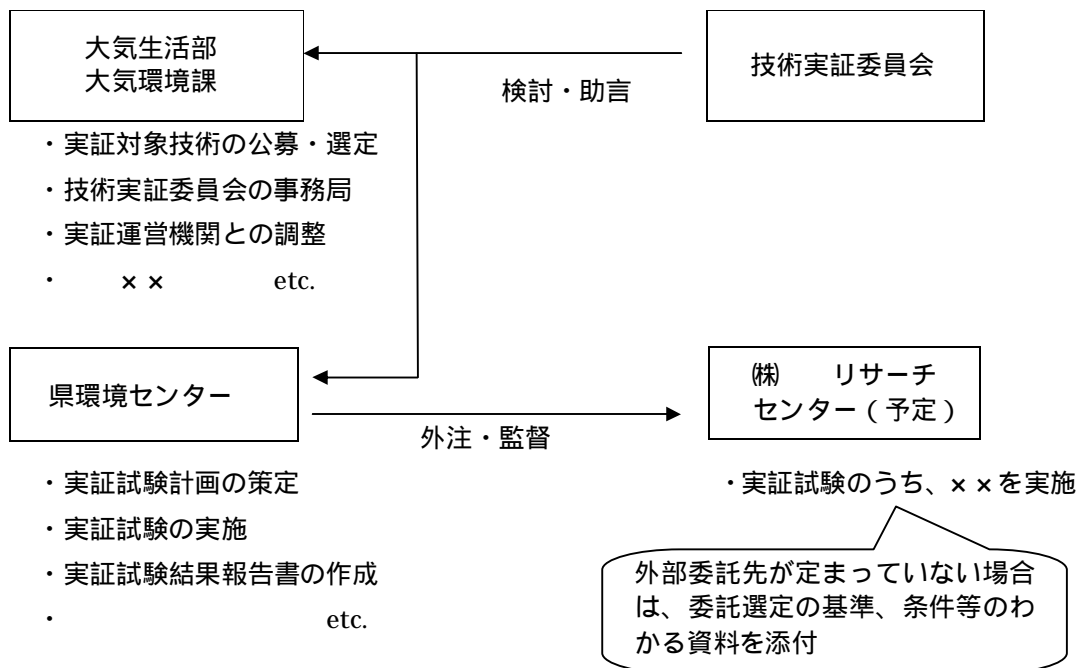 大気生活部
大気環境課
技術実証委員会
検討・助言
・実証対象技術の公募・選定
・技術実証委員会の事務局
・実証運営機関との調整
・　　××　　　etc.
県環境センター
㈱　　リサーチ
センター(予定)
外注・監督
・実証試験計画の策定
・実証試験の実施
・実証試験結果報告書の作成
・　　　　　　　etc.
・実証試験のうち、××を実施
外部委託先が定まっていない場合
は、委託選定の基準、条件等のわ
かる資料を添付